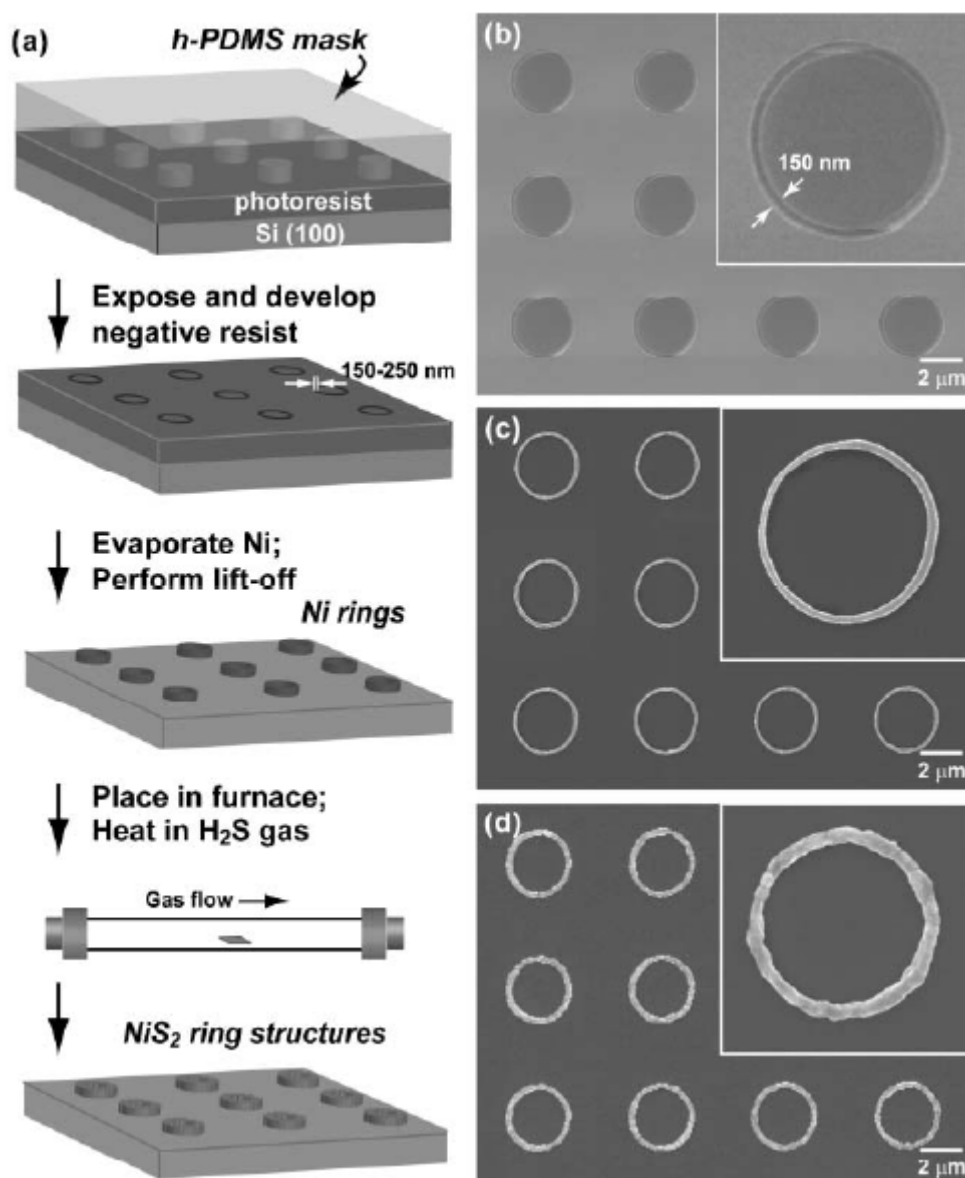 (a)
h-PDMS mask
photoresist
Si (100)
Expose and develop
negative resist
150-250 nm
Evaporate Ni;
Perform lift-off
Ni rings
Place in furnace;
Heat in H₂S gas
Gas flow
NiS₂ ring structures
(b)
150 nm
2 μm
(c)
2 μm
(d)
2 μm